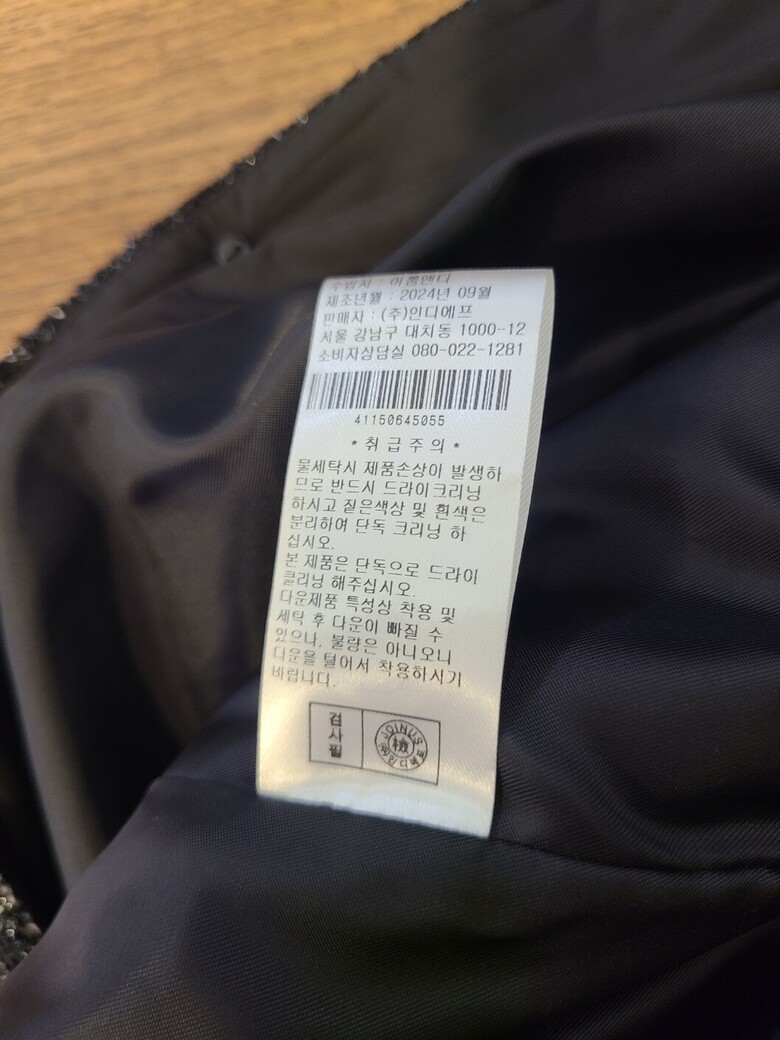 제조년월 : 2024년 09월
판매자 : (주)인디에프
서울 강남구 대치동 1000-12
소비자상담실 080-022-1281
41150645055
* 취 급 주 의 *
물세탁시 제품손상이 발생하
므로 반드시 드라이크리닝
하시고 짙은색상 및 흰색은
분리하여 단독 크리닝 하
십시오.
본 제품은 단독으로 드라이
클리닝 해주십시오.
다운제품 특성상 착용 및
세탁 후 다운이 빠질 수
있으나, 불량은 아니오니
다운을 털어서 착용하시기
바랍니다.
검사필
JOINUS
檢
(주)인디에프